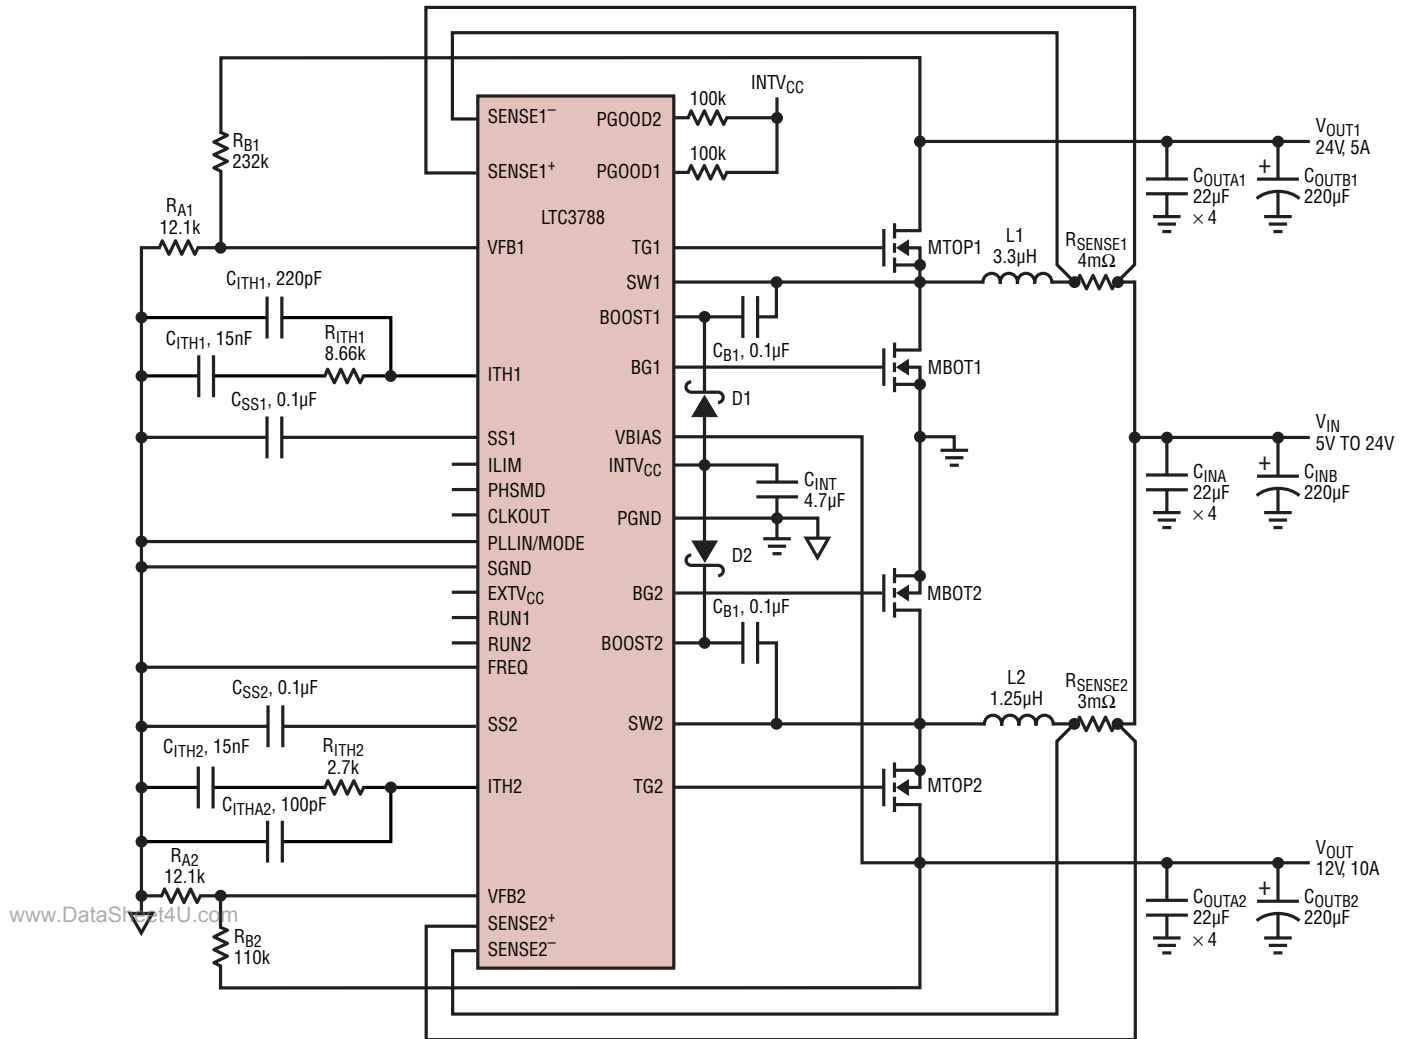 INTVCC
100k
100k
SENSE1–
SENSE1+
PGOOD2
PGOOD1
LTC3788
RB1
232k
RA1
12.1k
VFB1
TG1
MTOP1
L1
3.3µH
RSENSE1
4mΩ
VOUT1
24V, 5A
COUTA1
22µF
× 4
+
COUTB1
220µF
CITH1, 220pF
SW1
BOOST1
CB1, 0.1µF
CITH1, 15nF
RITH1
8.66k
ITH1
BG1
MBOT1
D1
CSS1, 0.1µF
SS1
VBIAS
ILIM
INTVCC
PHSMD
CINT
4.7µF
CLKOUT
PGND
VIN
5V TO 24V
CINA
22µF
× 4
+
CINB
220µF
PLLIN/MODE
SGND
D2
EXTVCC
BG2
MBOT2
CB1, 0.1µF
RUN1
RUN2
BOOST2
FREQ
CSS2, 0.1µF
SS2
SW2
L2
1.25µH
RSENSE2
3mΩ
CITH2, 15nF
RITH2
2.7k
ITH2
TG2
MTOP2
CITHA2, 100pF
RA2
12.1k
VFB2
VOUT
12V, 10A
COUTA2
22µF
× 4
+
COUTB2
220µF
www.DataSheet4U.com
SENSE2+
SENSE2–
RB2
110k